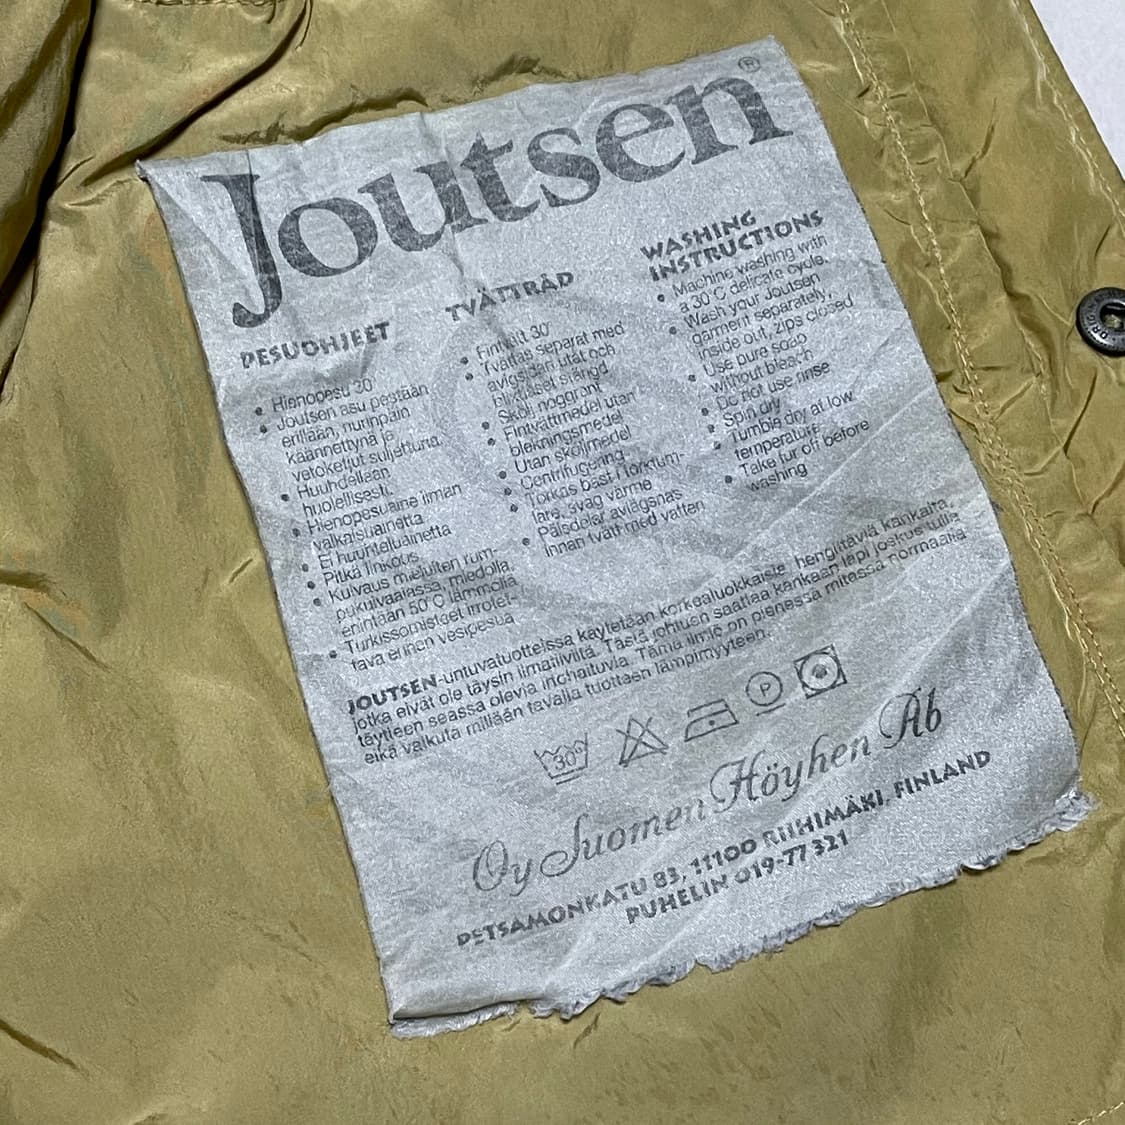 Joutsen®
PESUOHJEET
• Hienopesu 30°
• Joutsen asu pestään
erillään, nurinpäin
käännettynä ja
vetoketjut suljettuna.
• Huuhdellaan
huolellisesti.
• Hienopesuaine ilman
valkaisuainetta
• Ei huuhteluainetta
• Pitkä linkous
• Kuivaus mieluiten rum-
pukuivaajassa miedolla,
enintään 50°C lämmöllä
• Turkissomisteet irrotet-
tava ennen vesipesua
TVÄTTRÅD
• Fintvätt 30°
• Tvättas separat med
avigsidan utåt och
blixtlåset stängd
• Skölj noggrant
• Fintvättmedel utan
blekningsmedel
• Utan sköljmedel
• Centrifugering
• Torkas bäst i torktum-
lare, svag värme
• Pälsdelar avlägsnas
innan tvätt med vatten
WASHING
INSTRUCTIONS
• Machine washing with
a 30°C delicate cycle.
• Wash your Joutsen
garment separately,
inside out, zips closed
• Use pure soap
without bleach
• Do not use rinse
• Spin dry
• Tumble dry at low
temperature
• Take fur off before
washing
JOUTSEN-untuvatuotteissa käytetään korkealuokkaisia, hengittäviä kankaita,
jotka eivät ole täysin ilmatiiviitä. Tästä johtuen saattaa kankaan läpi joskus tulla
täytteen seassa olevia irtohaituvia. Tämä ilmiö on pienessä mitassa normaalia
eikä vaikuta millään tavalla tuotteen lämpimyyteen.
30° P
Oy Suomen Höyhen Ab
PETSAMONKATU 83, 11100 RIIHIMÄKI, FINLAND
PUHELIN 019-77 321